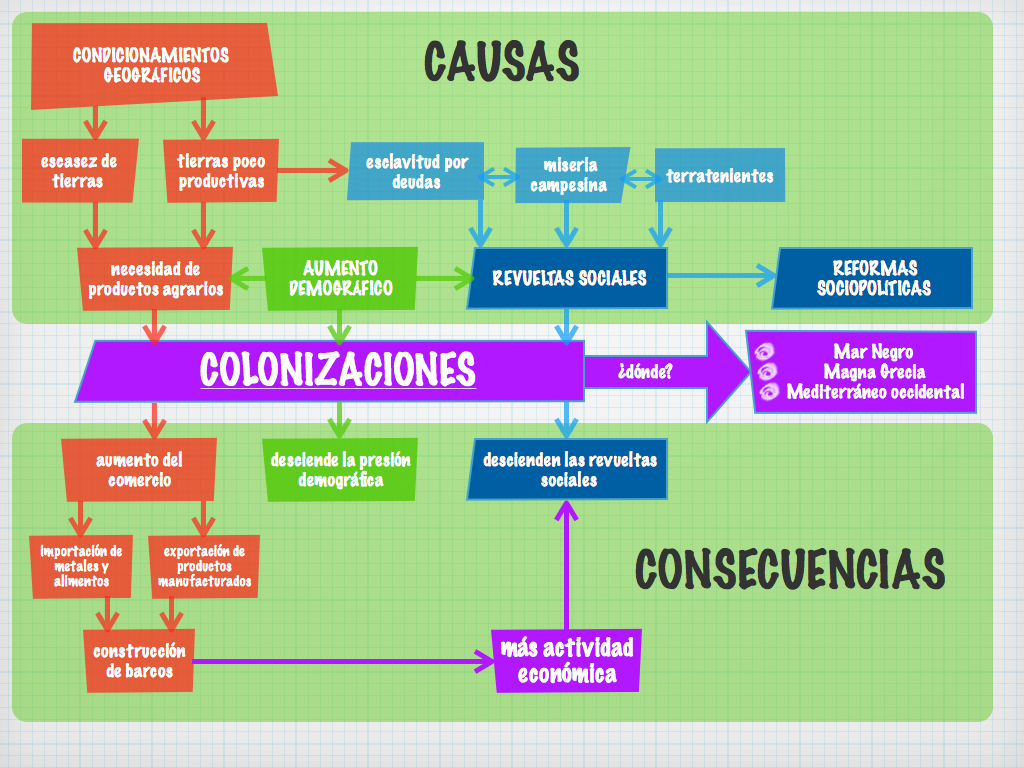 CAUSAS
CONDICIONAMIENTOS
GEOGRÁFICOS
escasez de
tierras
tierras poco
productivas
esclavitud por
deudas
miseria
campesina
terratenientes
necesidad de
productos agrarios
AUMENTO
DEMOGRÁFICO
REVUELTAS SOCIALES
REFORMAS
SOCIOPOLÍTICAS
COLONIZACIONES
¿dónde?
Mar Negro
Magna Grecia
Mediterráneo occidental
aumento del
comercio
desciende la presión
demográfica
descienden las revueltas
sociales
importación de
metales y
alimentos
exportación de
productos
manufacturados
CONSECUENCIAS
construcción
de barcos
más actividad
económica